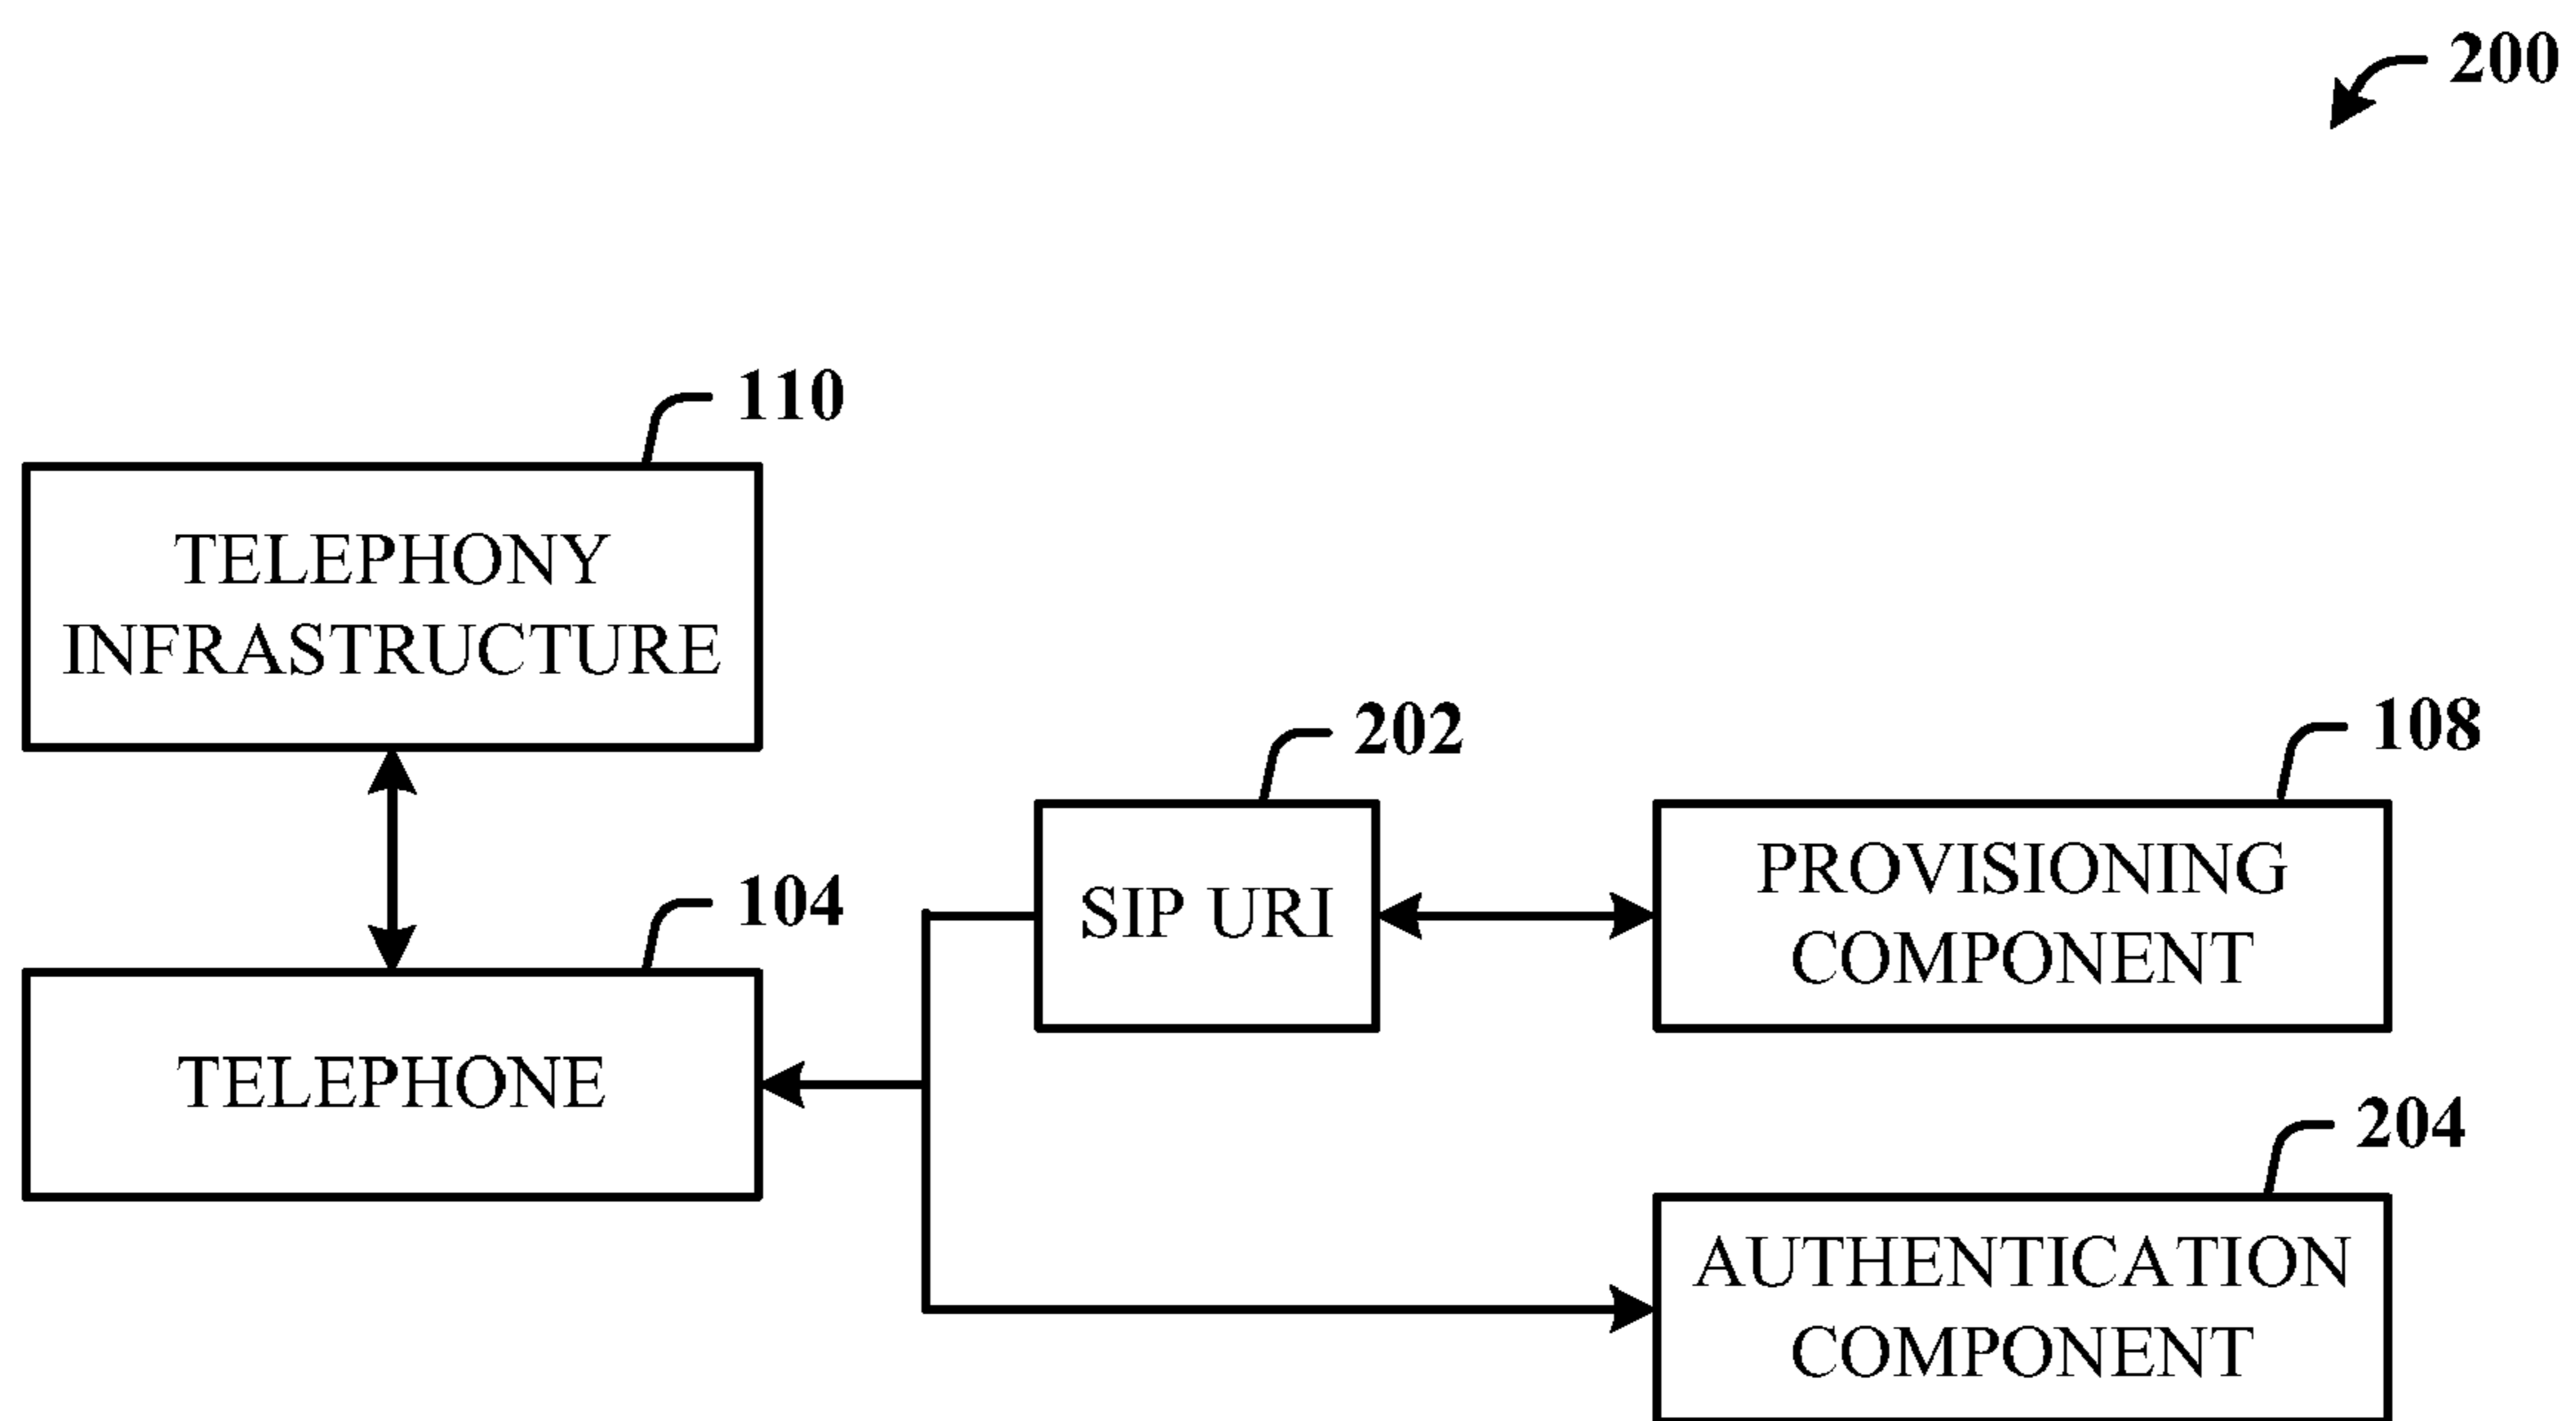 200
110
TELEPHONY
INFRASTRUCTURE
202
108
SIP URI
PROVISIONING
COMPONENT
104
TELEPHONE
204
AUTHENTICATION
COMPONENT